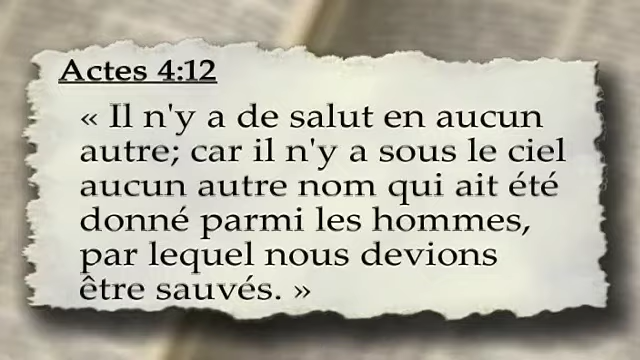 Actes 4:12
« Il n'y a de salut en aucun
autre; car il n'y a sous le ciel
aucun autre nom qui ait été
donné parmi les hommes,
par lequel nous devions
être sauvés. »